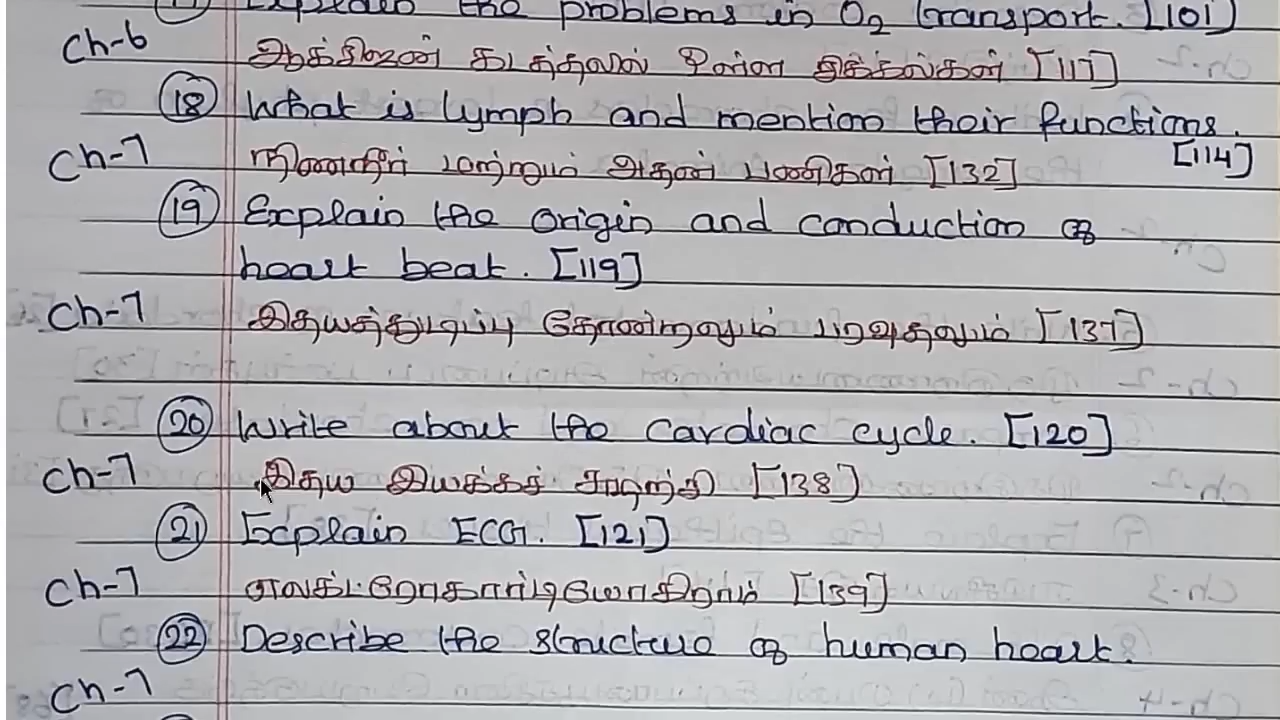 Explain the problems in O₂ transport. [101]
Ch-6 ஆக்ஸிஜன் கடத்தலில் உள்ள சிக்கல்கள் [117]
18 What is lymph and mention their functions. [114]
Ch-7 நிணநீர் மற்றும் அதன் பணிகள் [132]
19 Explain the origin and conduction of
heart beat. [119]
Ch-7 இதயத்துடிப்பு தோன்றலும் பரவுதலும் [137]
20 Write about the cardiac cycle. [120]
Ch-7 இதய இயக்கச் சுழற்சி [138]
21 Explain ECG. [121]
Ch-7 எலக்ட்ரோகார்டியோகிராம் [139]
22 Describe the structure of human heart.
Ch-7